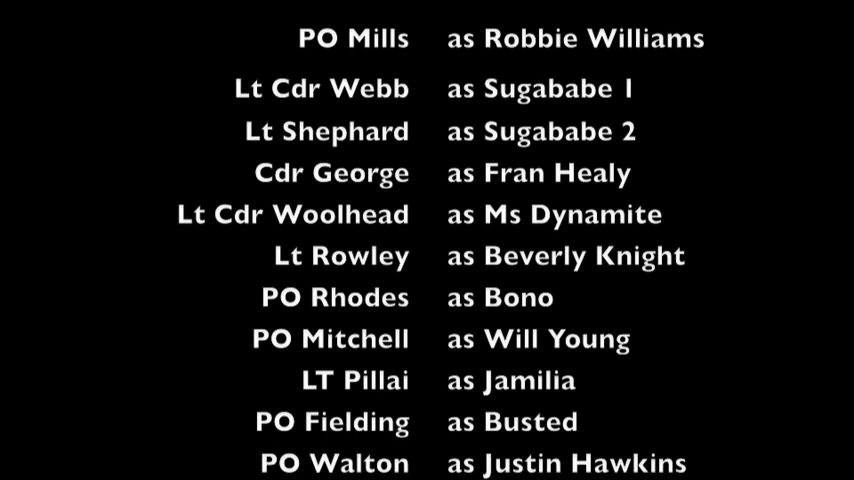 PO Mills as Robbie Williams
Lt Cdr Webb as Sugababe 1
Lt Shephard as Sugababe 2
Cdr George as Fran Healy
Lt Cdr Woolhead as Ms Dynamite
Lt Rowley as Beverly Knight
PO Rhodes as Bono
PO Mitchell as Will Young
LT Pillai as Jamilia
PO Fielding as Busted
PO Walton as Justin Hawkins